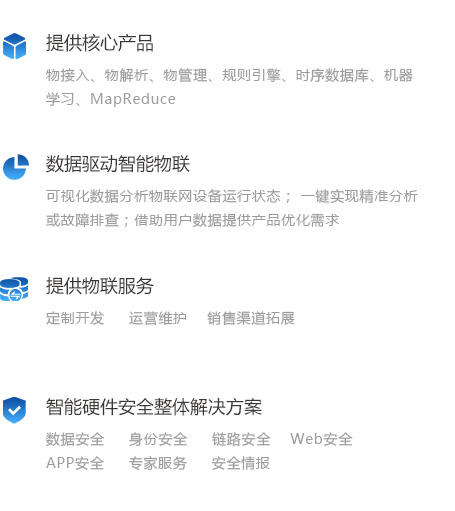 提供核心产品
物接入、物解析、物管理、规则引擎、时序数据库、机器
学习、MapReduce
数据驱动智能物联
可视化数据分析物联网设备运行状态； 一键实现精准分析
或故障排查；借助用户数据提供产品优化需求
提供物联服务
定制开发 运营维护 销售渠道拓展
智能硬件安全整体解决方案
数据安全 身份安全 链路安全 Web安全
APP安全 专家服务 安全情报